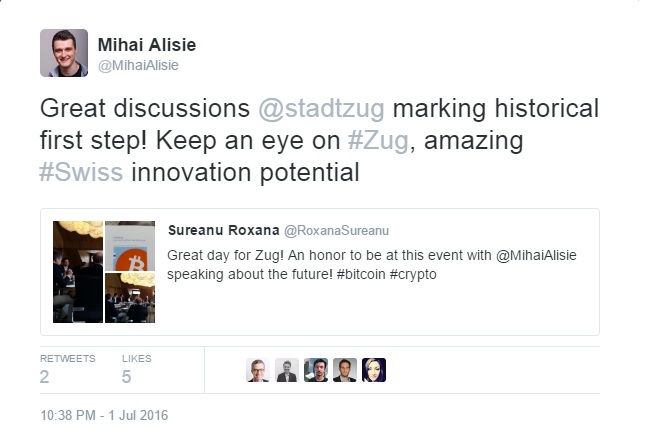 Mihai Alisie
@MihaiAlisie
Great discussions @stadtzug marking historical
first step! Keep an eye on #Zug, amazing
#Swiss innovation potential
Sureanu Roxana @RoxanaSureanu
Great day for Zug! An honor to be at this event with @MihaiAlisie
speaking about the future! #bitcoin #crypto
RETWEETS LIKES
2 5
10:38 PM - 1 Jul 2016